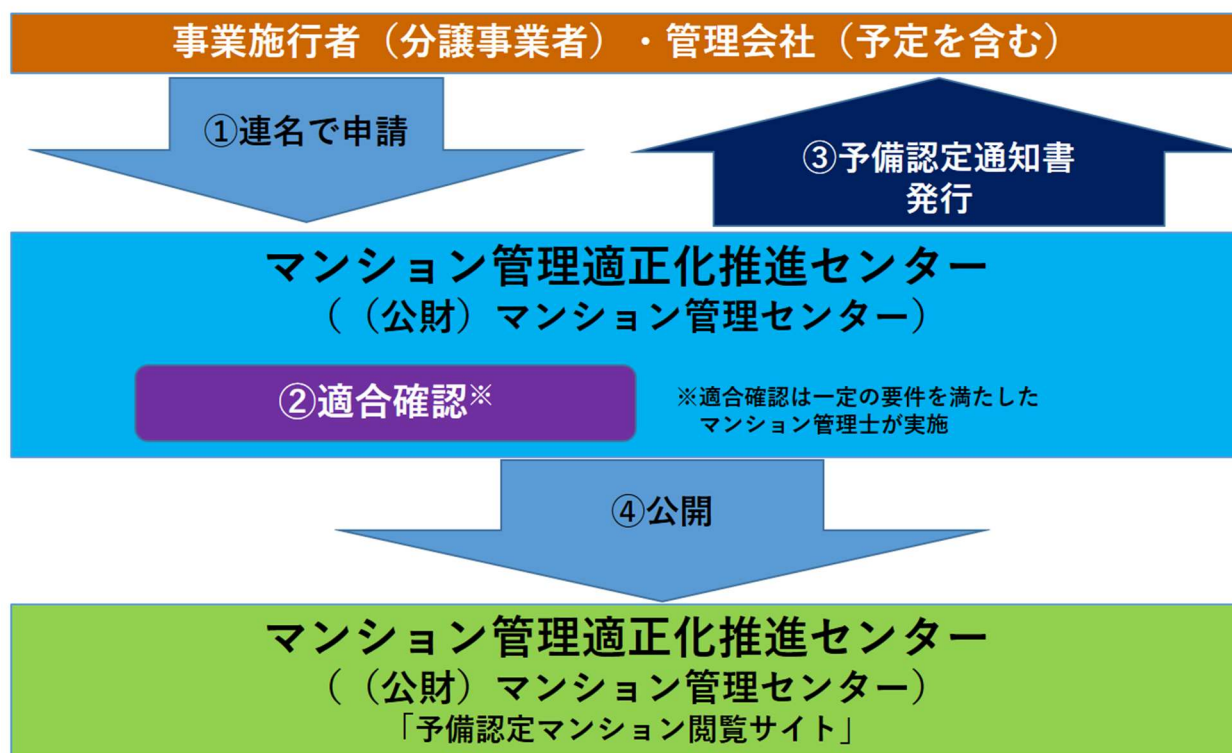 事業施行者（分譲事業者）・管理会社（予定を含む）
①連名で申請
③予備認定通知書
発行
マンション管理適正化推進センター
（（公財）マンション管理センター）
②適合確認※
※適合確認は一定の要件を満たした
マンション管理士が実施
④公開
マンション管理適正化推進センター
（（公財）マンション管理センター）
「予備認定マンション閲覧サイト」